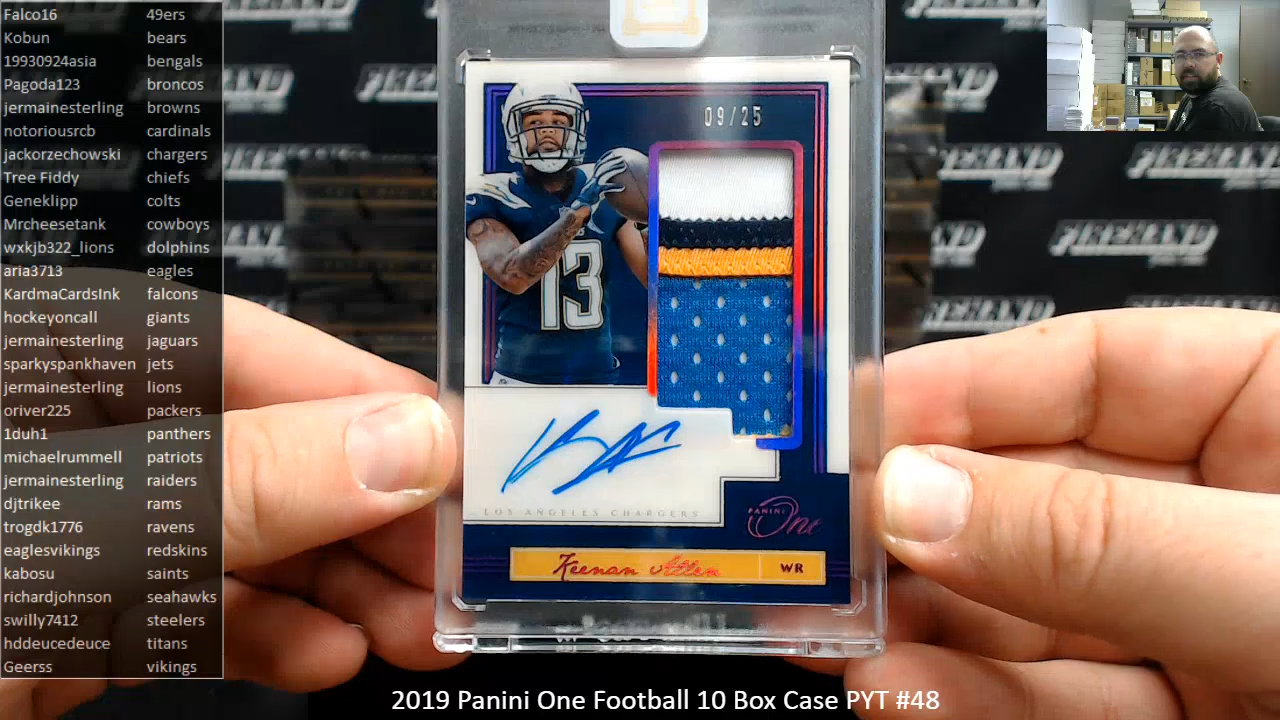 Falco16 49ers
Kobun bears
19930924asia bengals
Pagoda123 broncos
jermainesterling browns
notoriousrcb cardinals
jackorzechowski chargers
Tree Fiddy chiefs
Geneklipp colts
Mrcheesetank cowboys
wxkjb322_lions dolphins
aria3713 eagles
KardmaCardsInk falcons
hockeyoncall giants
jermainesterling jaguars
sparkyspankhaven jets
jermainesterling lions
oriver225 packers
1duh1 panthers
michaelrummell patriots
jermainesterling raiders
djtrikee rams
trogdk1776 ravens
eaglesvikings redskins
kabosu saints
richardjohnson seahawks
swilly7412 steelers
hddeucedeuce titans
Geerss vikings
FIREHAND
FIREHAND
FIREHAND
FIREHAND
09/25
13
LOS ANGELES CHARGERS
PANINI
One
Keenan Allen WR
2019 Panini One Football 10 Box Case PYT #48